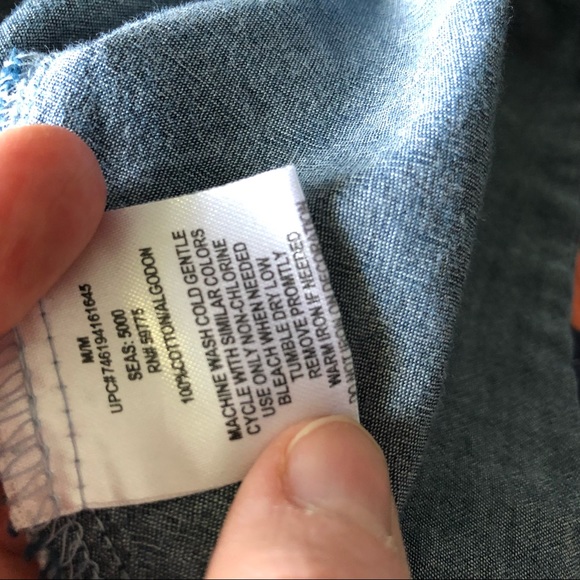 M/M
UPC#746194161645
SEAS: 5000
RN# 59775
100%COTTON/ALGODON
MACHINE WASH COLD GENTLE
CYCLE WITH SIMILAR COLORS
USE ONLY NON-CHLORINE
BLEACH WHEN NEEDED
TUMBLE DRY LOW
REMOVE PROMPTLY
WARM IRON IF NEEDED
DO NOT IRON ON DECORATION